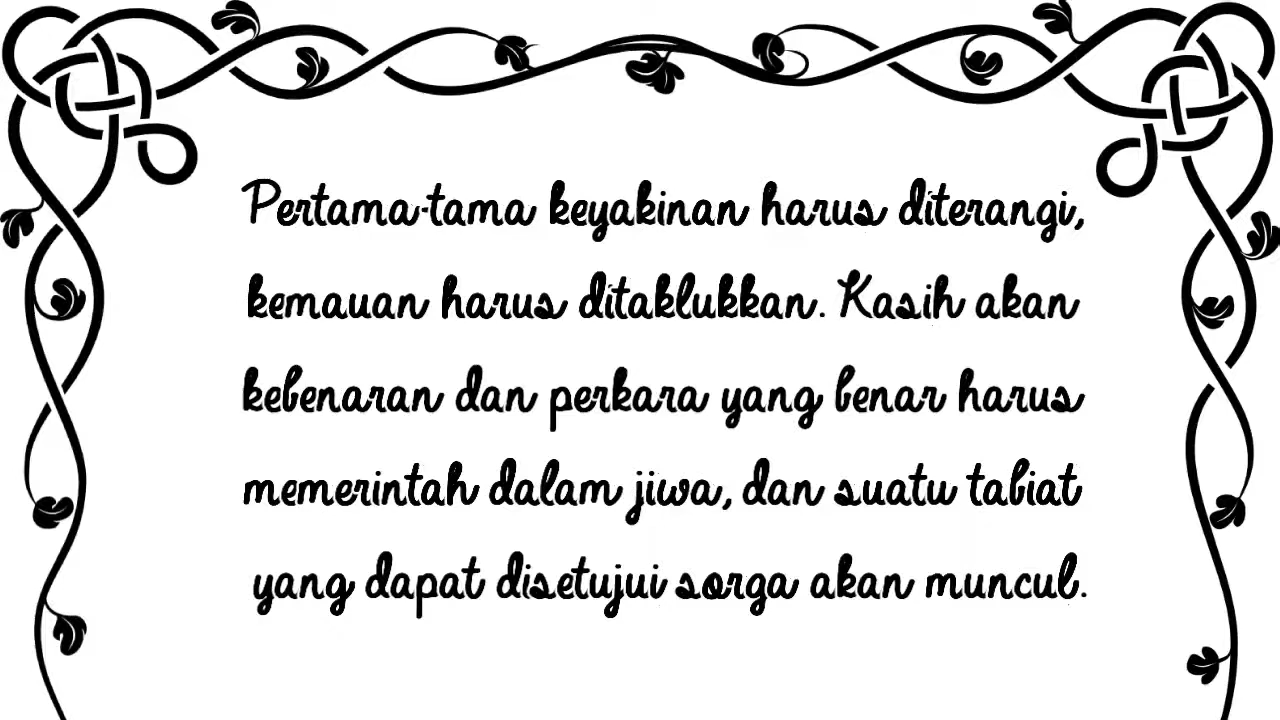 Pertama-tama keyakinan harus diterangi,
kemauan harus ditaklukkan. Kasih akan
kebenaran dan perkara yang benar harus
memerintah dalam jiwa, dan suatu tabiat
yang dapat disetujui sorga akan muncul.